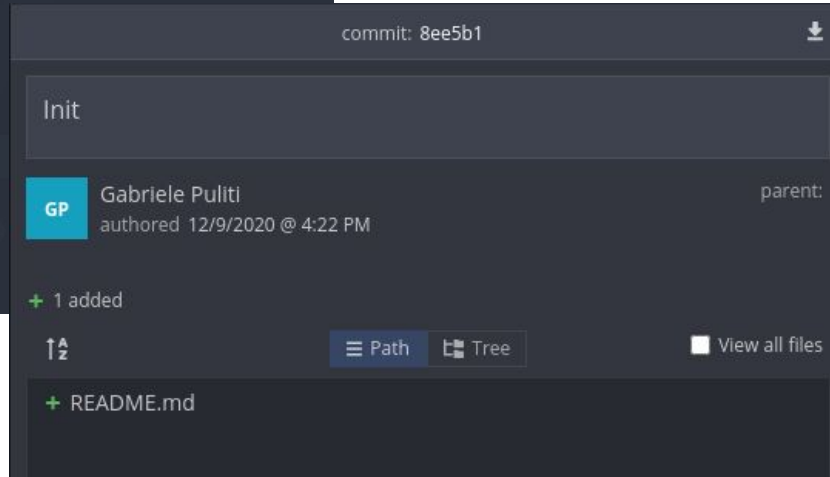 commit: 8ee5b1
Init
GP
Gabriele Puliti
parent:
authored 12/9/2020 @ 4:22 PM
+ 1 added
Path Tree
View all files
+ README.md